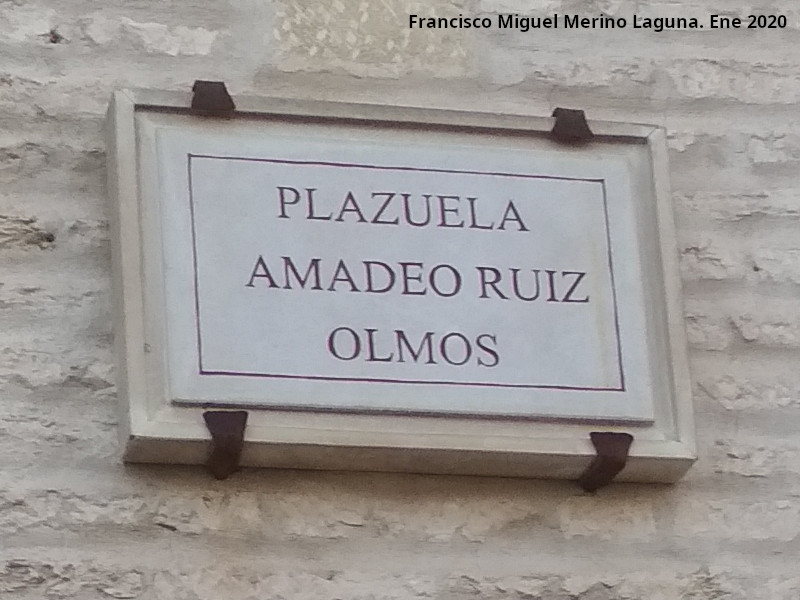 Francisco Miguel Merino Laguna. Ene 2020
PLAZUELA
AMADEO RUIZ
OLMOS